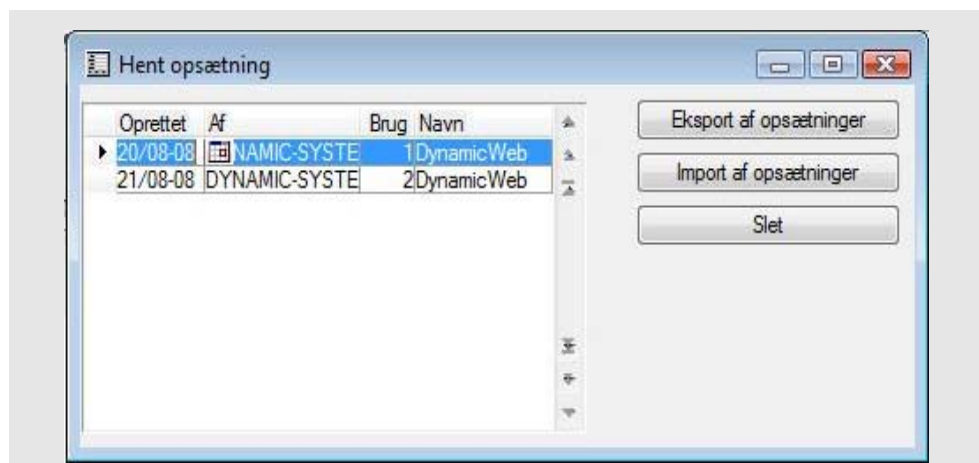 Hent opsætning
Oprettet Af Brug Navn
20/08-08 NAMIC-SYSTE 1 DynamicWeb
21/08-08 DYNAMIC-SYSTE 2 DynamicWeb
Eksport af opsætninger
Import af opsætninger
Slet